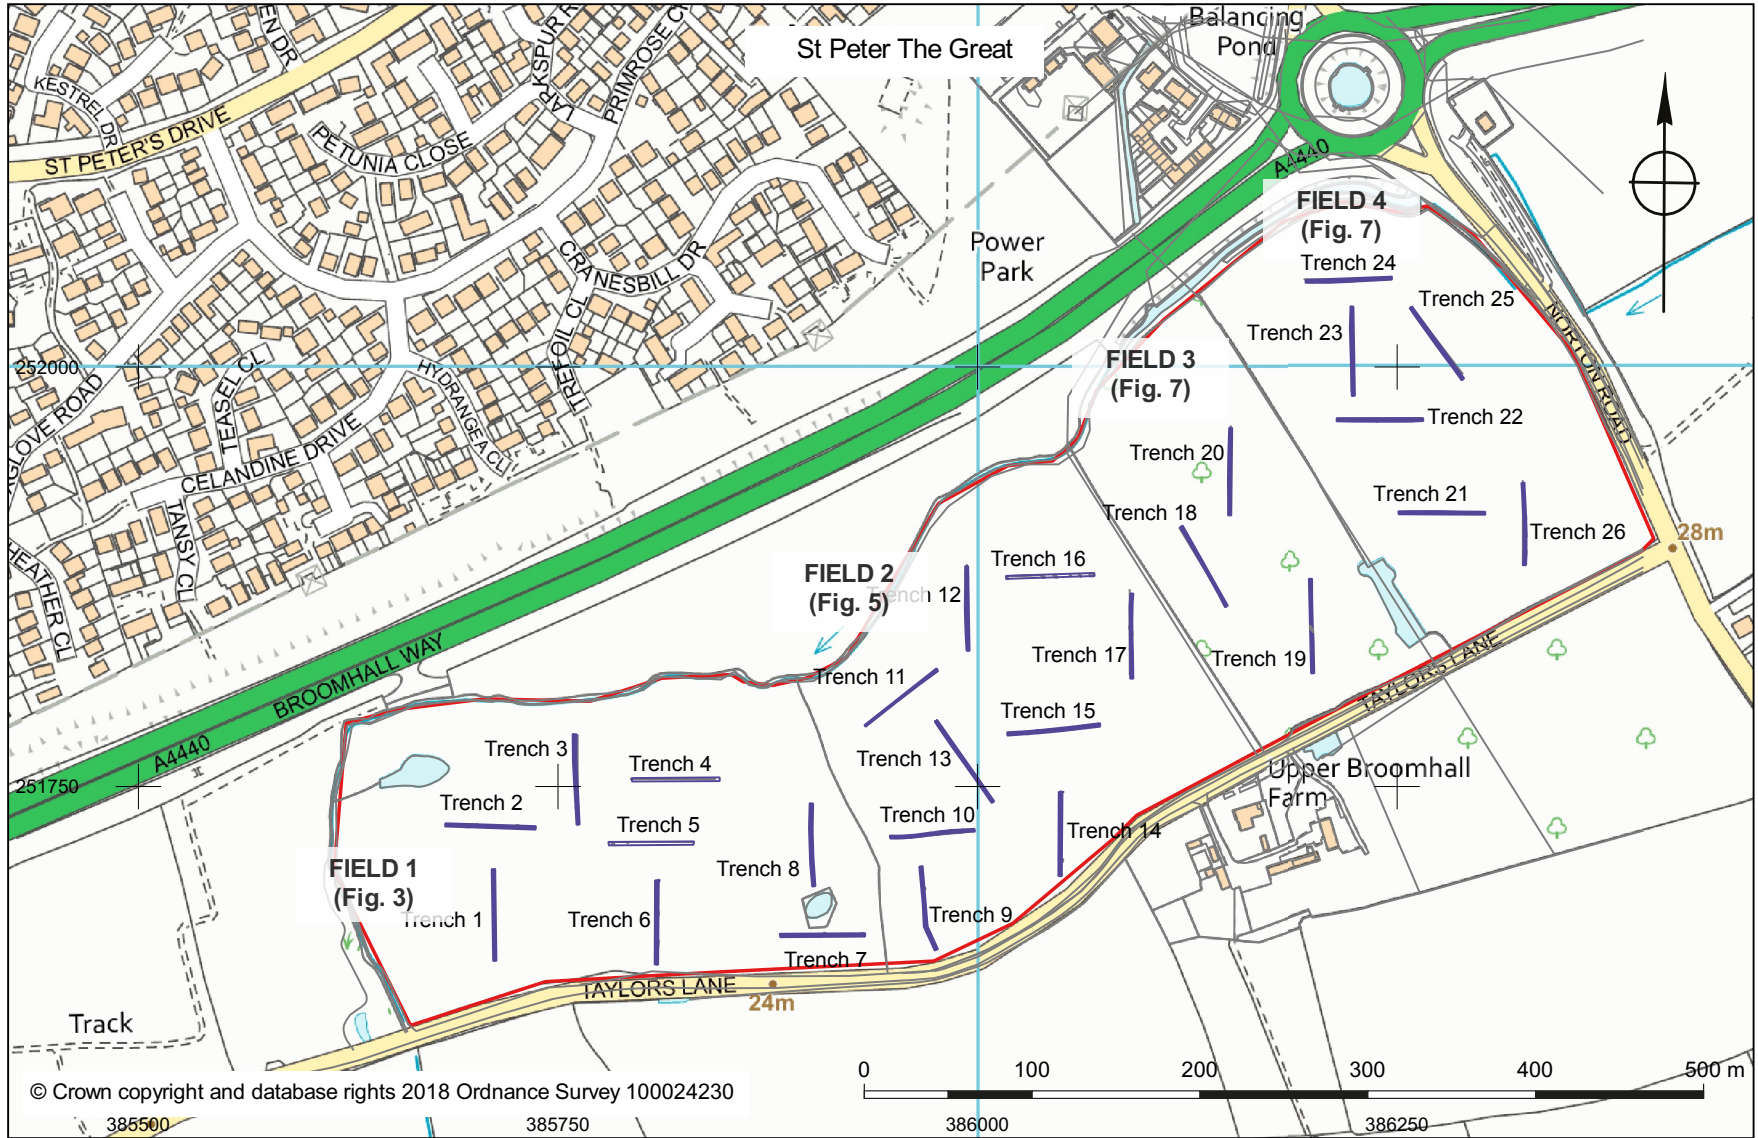 St Peter The Great
Balancing
Pond
KESTREL DR
EN DR
LARKSPUR R
PRIMROSE C
ST PETER'S DRIVE
PETUNIA CLOSE
A4440
FIELD 4
(Fig. 7)
Power
Park
CRANESBILL DR
Trench 24
Trench 25
Trench 23
NORTON ROAD
TREFOIL CL
252000
FIELD 3
(Fig. 7)
TEASEL CL
HYDRANGEA CL
GLOVE ROAD
CELANDINE DRIVE
Trench 22
Trench 20
Trench 21
TANSY CL
Trench 18
Trench 26
28m
HEATHER CL
Trench 16
FIELD 2
(Fig. 5)
Trench 12
BROOMHALL WAY
Trench 17
Trench 19
TAYLORS LANE
Trench 11
Trench 15
A4440
Trench 3
Trench 4
Trench 13
Upper Broomhall
Farm
251750
Trench 2
Trench 5
Trench 10
Trench 14
FIELD 1
(Fig. 3)
Trench 8
Trench 1
Trench 6
Trench 9
Trench 7
TAYLORS LANE
24m
Track
0 100 200 300 400 500 m
© Crown copyright and database rights 2018 Ordnance Survey 100024230
385500 385750 386000 386250